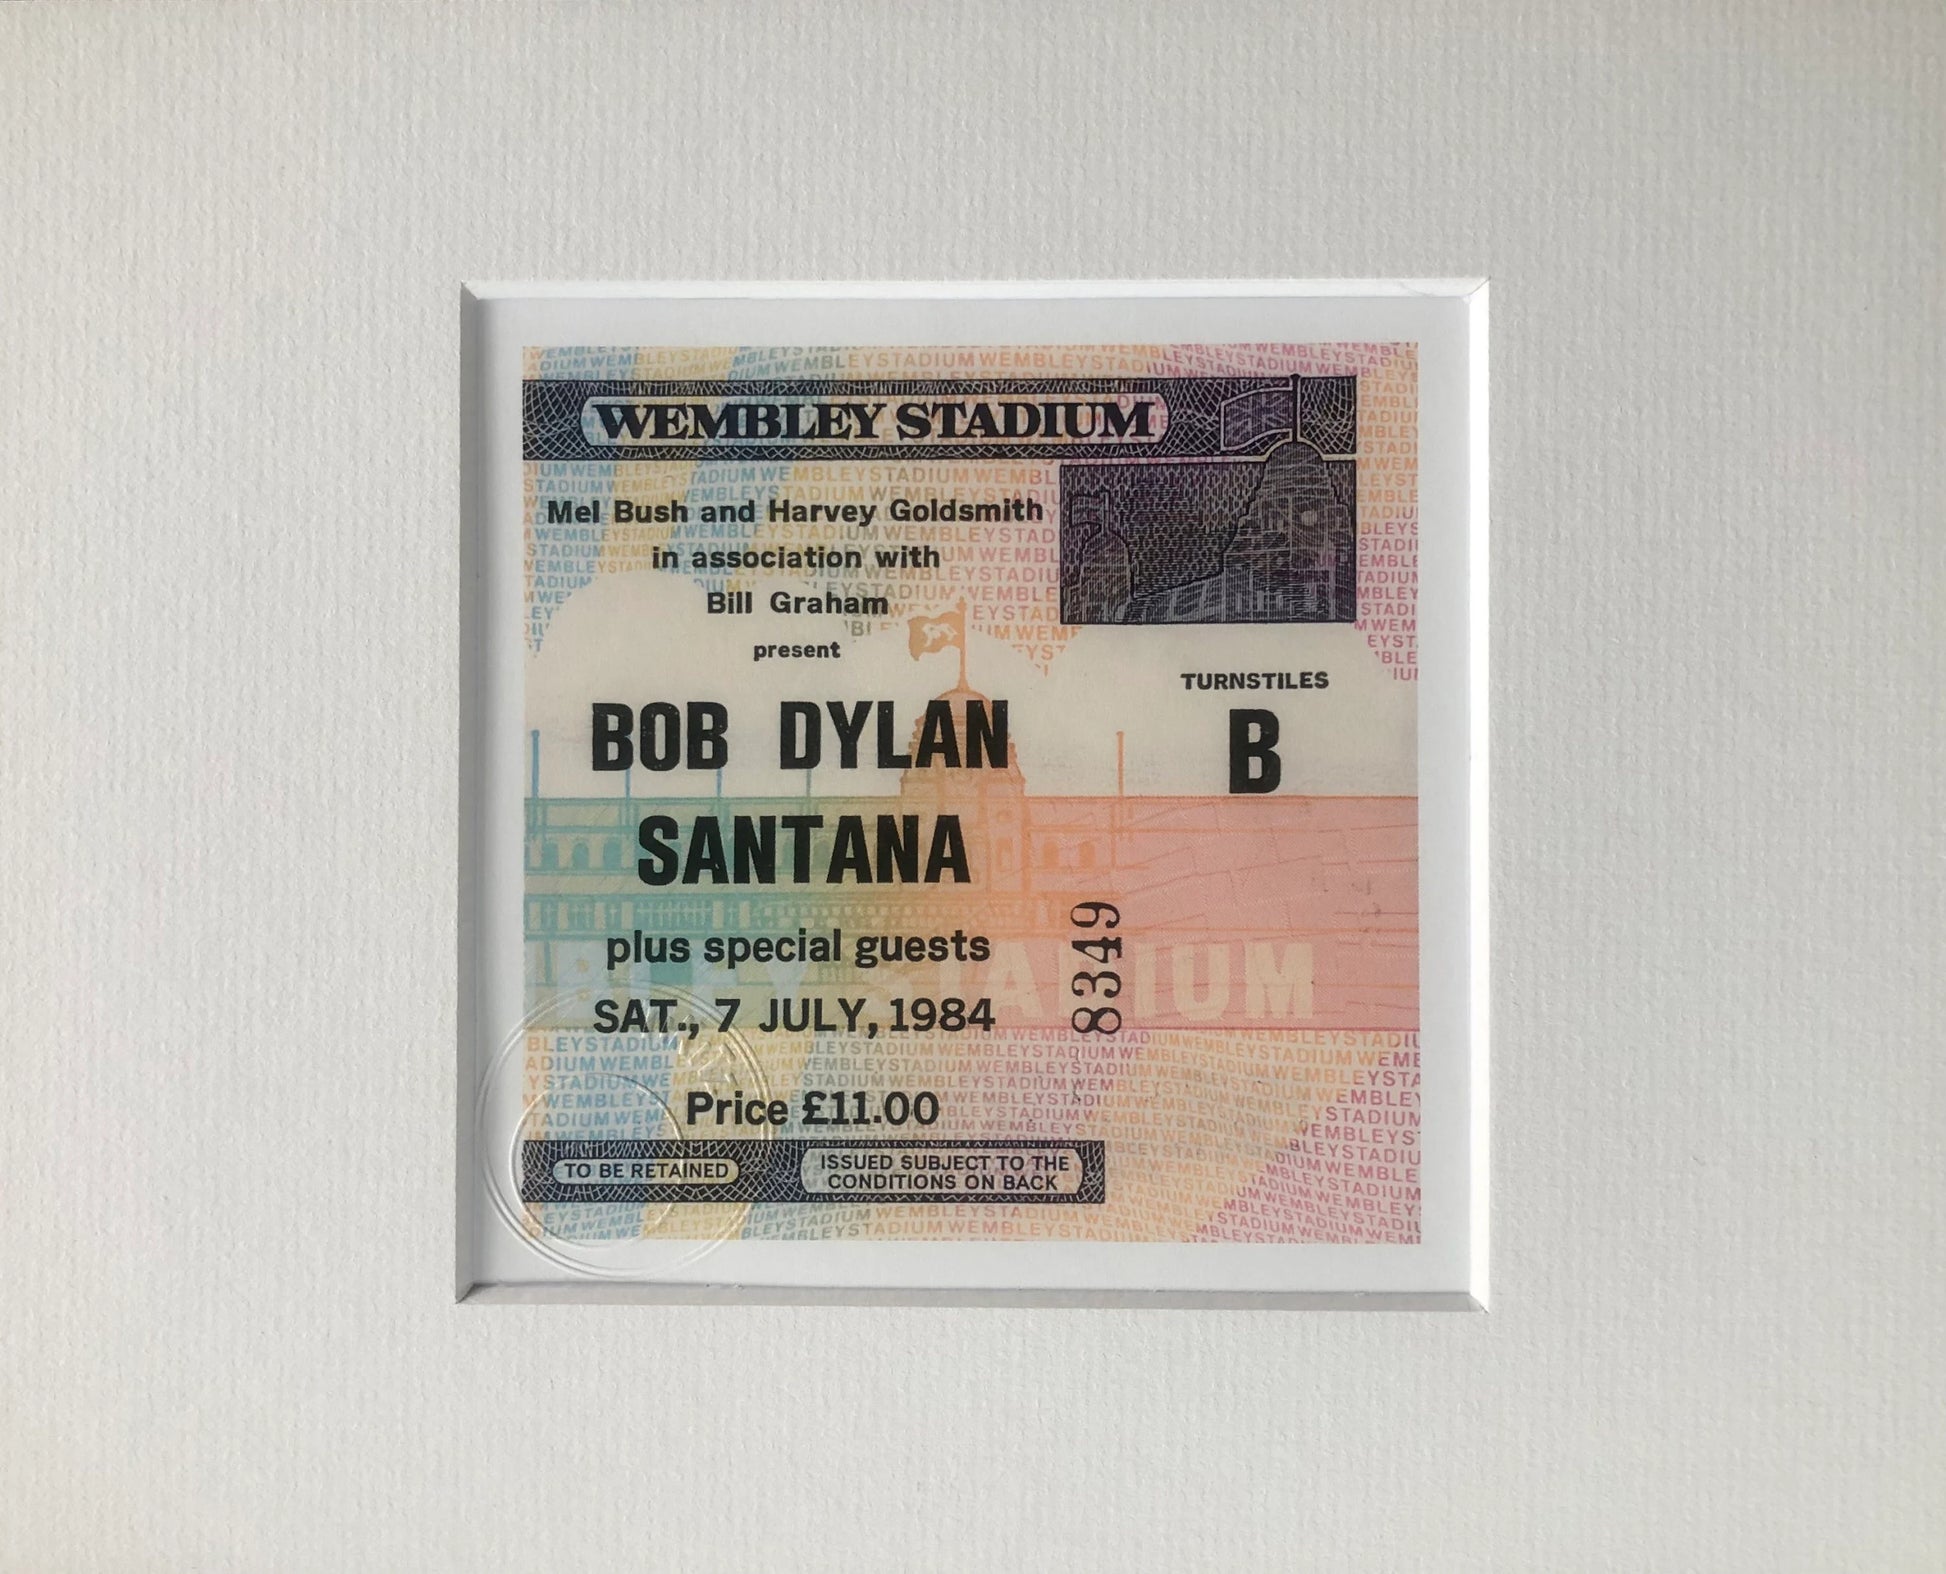 WEMBLEY STADIUM
Mel Bush and Harvey Goldsmith
in association with
Bill Graham
present
TURNSTILES
B
BOB DYLAN
SANTANA
plus special guests
8349
SAT., 7 JULY, 1984
Price £11.00
TO BE RETAINED
ISSUED SUBJECT TO THE
CONDITIONS ON BACK